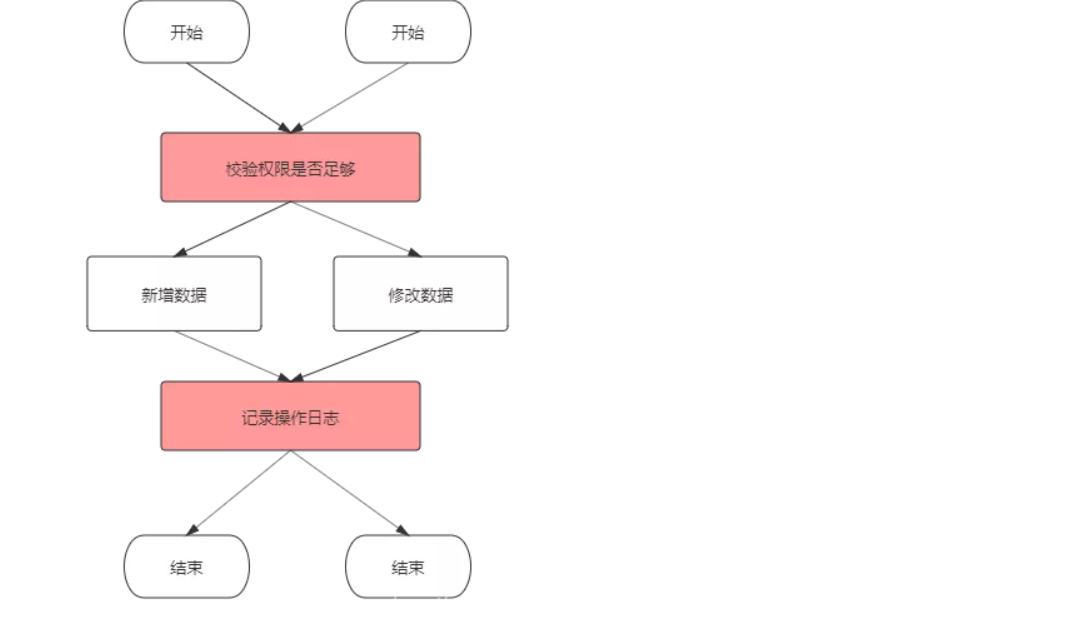 开始
开始
校验权限是否足够
新增数据
修改数据
记录操作日志
结束
结束